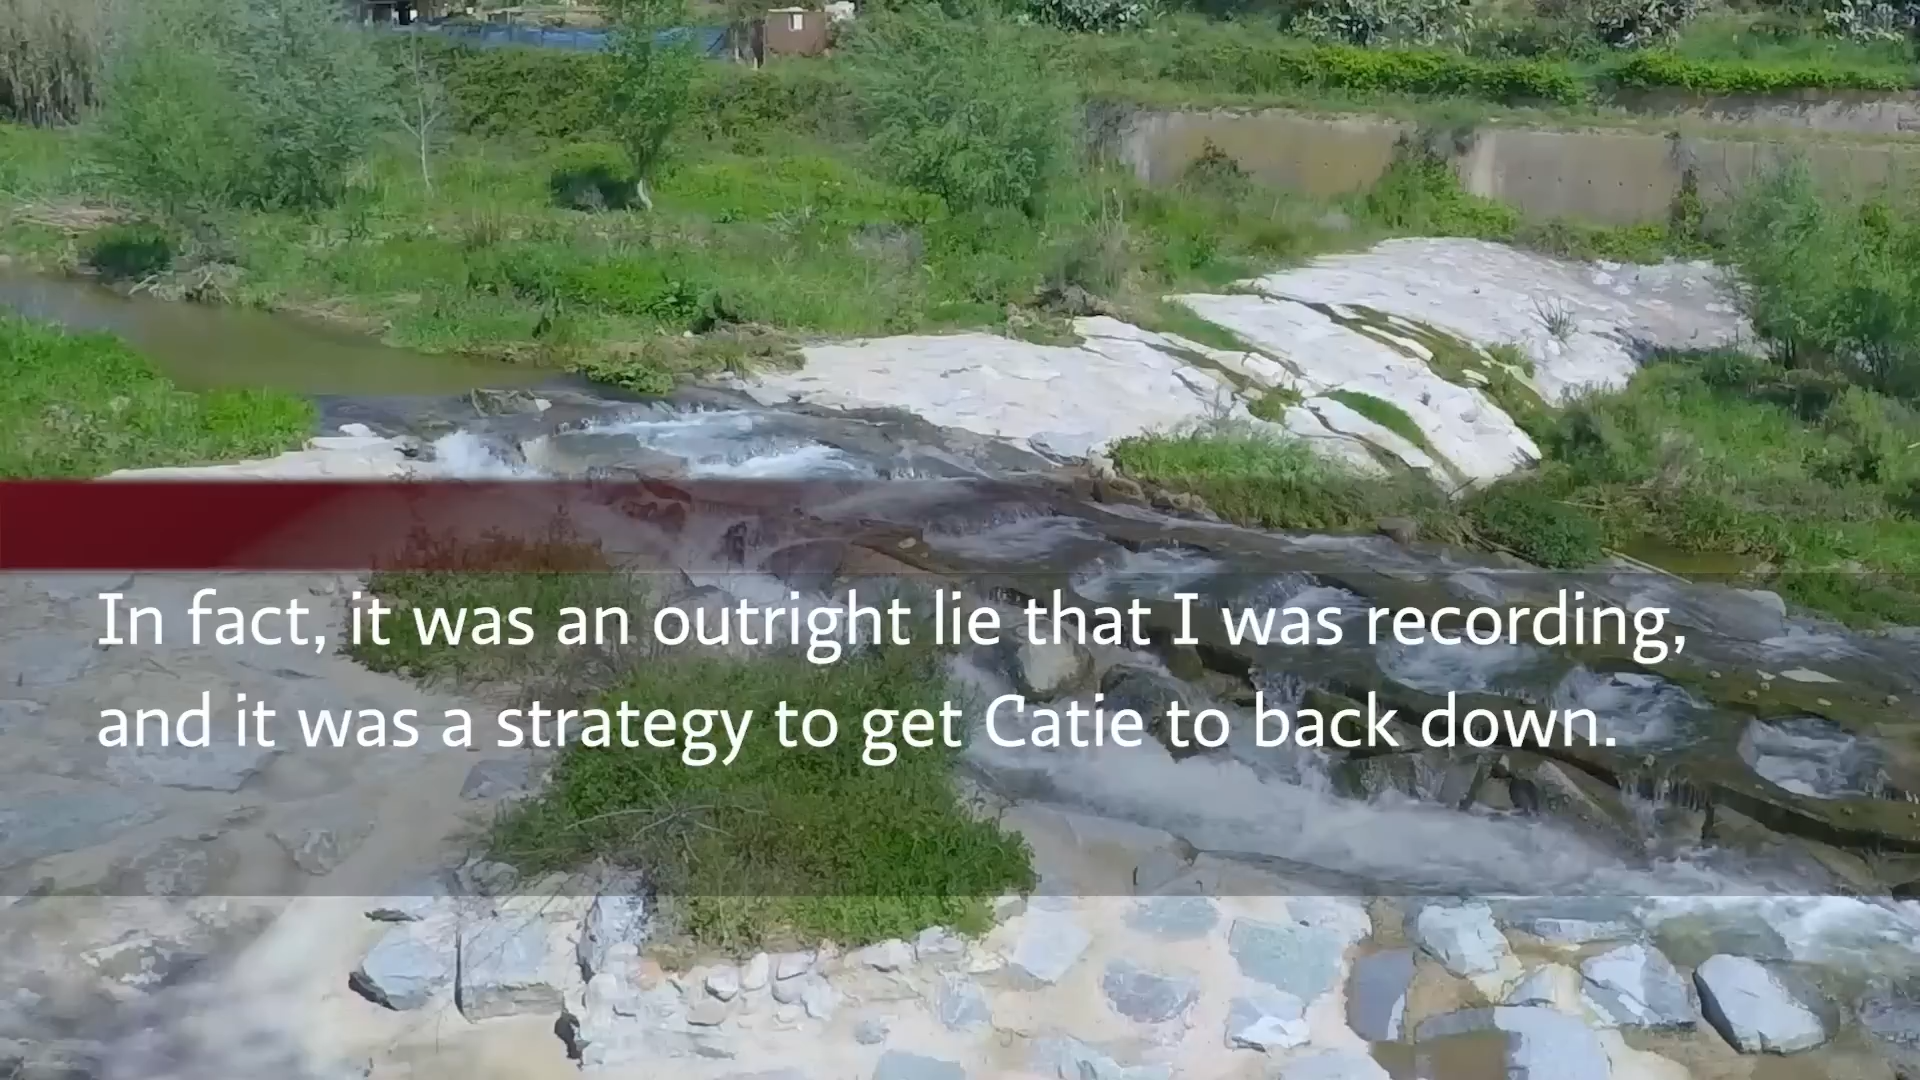 In fact, it was an outright lie that I was recording,
and it was a strategy to get Catie to back down.